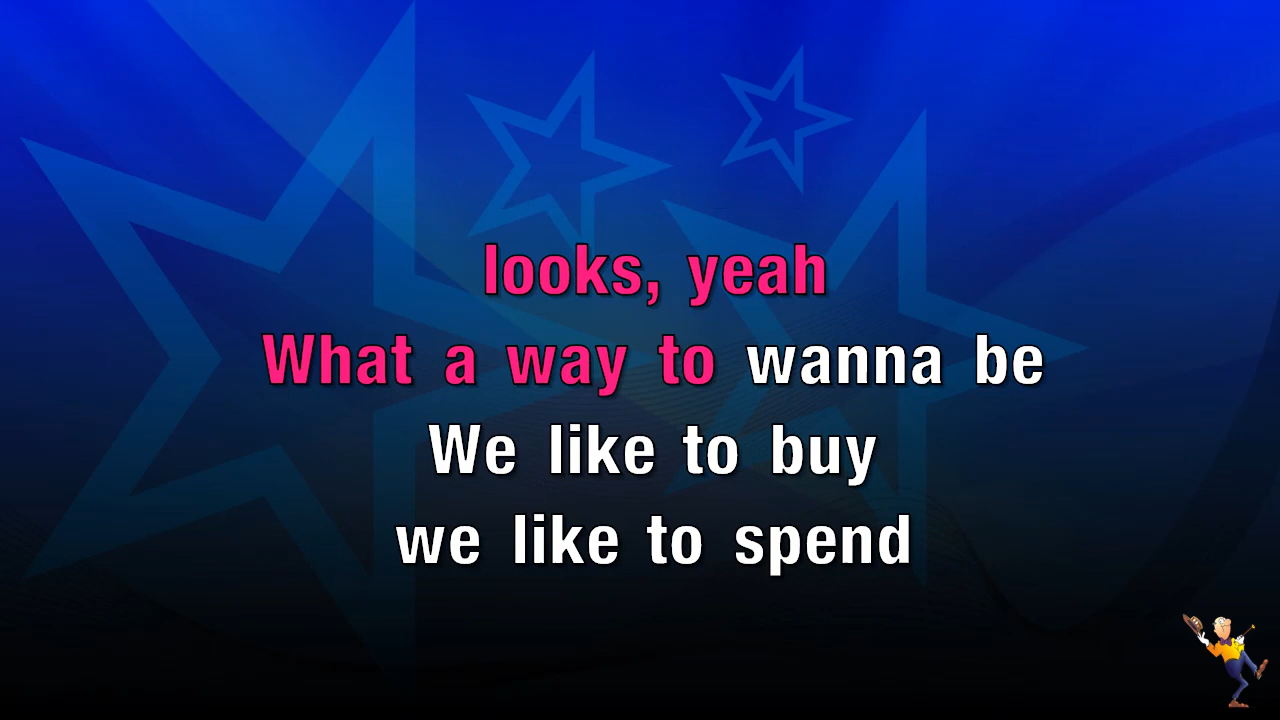 looks, yeah
What a way to wanna be
We like to buy
we like to spend